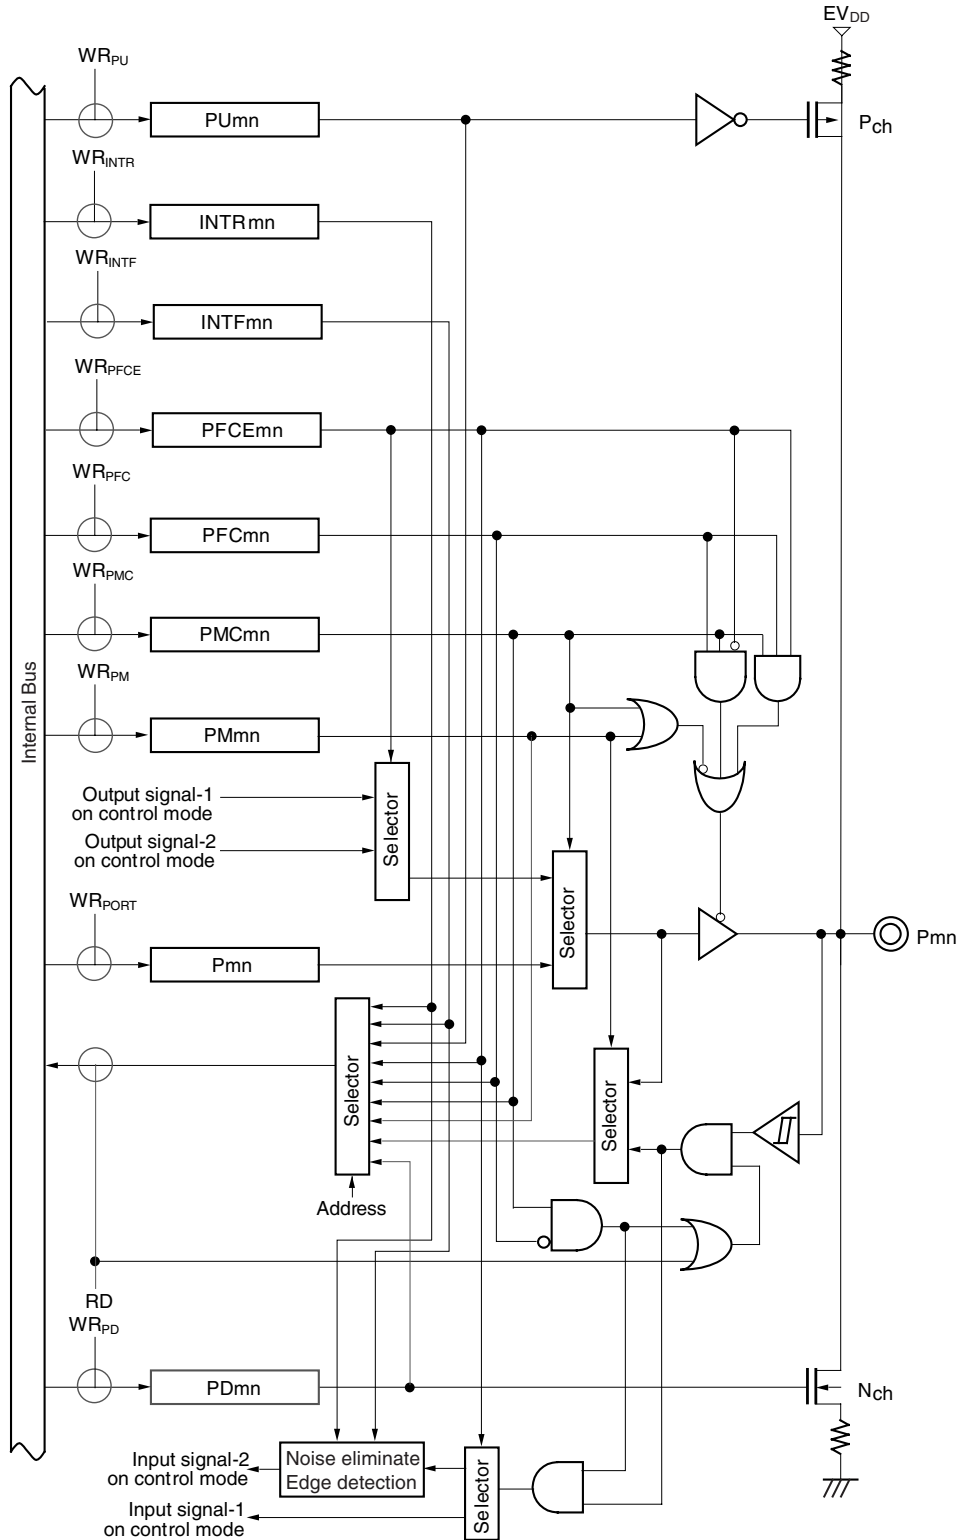 EVDD
WRPU
PUmn
Pch
WRINTR
INTRmn
WRINTF
INTFmn
WRPFCE
PFCEmn
WRPFC
PFCmn
WRPMC
PMCmn
WRPM
PMmn
Internal Bus
Output signal-1
on control mode
Output signal-2
on control mode
Selector
Selector
WRPORT
Pmn
Pmn
Selector
Selector
Address
RD
WRPD
PDmn
Nch
Input signal-2
on control mode
Noise eliminate
Edge detection
Selector
Input signal-1
on control mode